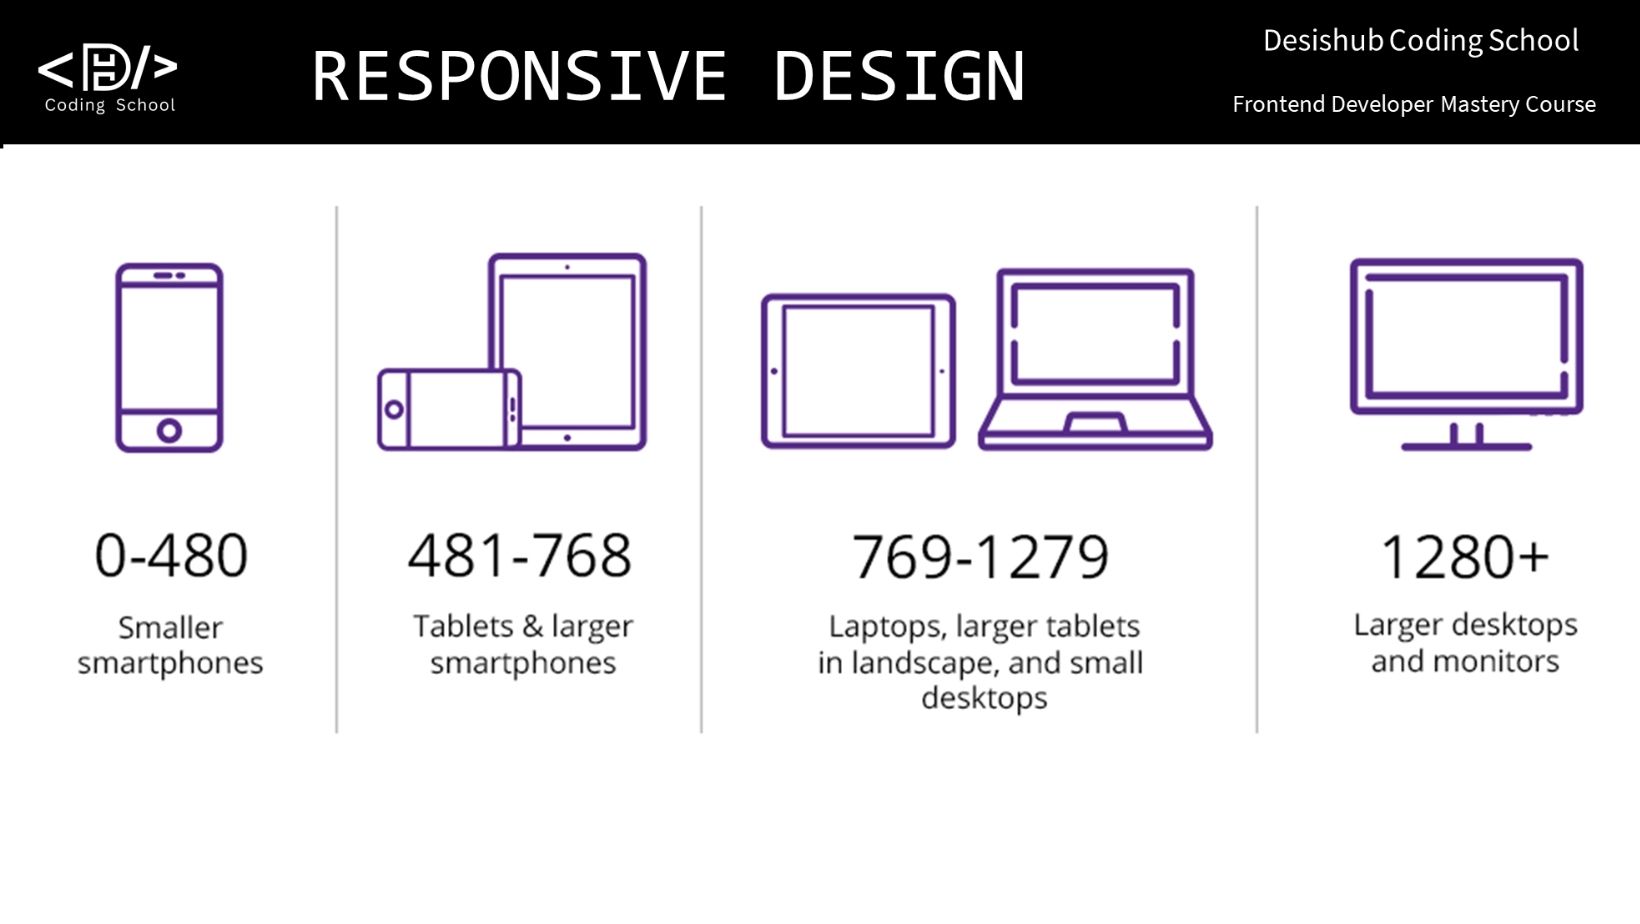 <DH/>
Coding School
RESPONSIVE DESIGN
Desishub Coding School
Frontend Developer Mastery Course
0-480
Smaller
smartphones
481-768
Tablets & larger
smartphones
769-1279
Laptops, larger tablets
in landscape, and small
desktops
1280+
Larger desktops
and monitors